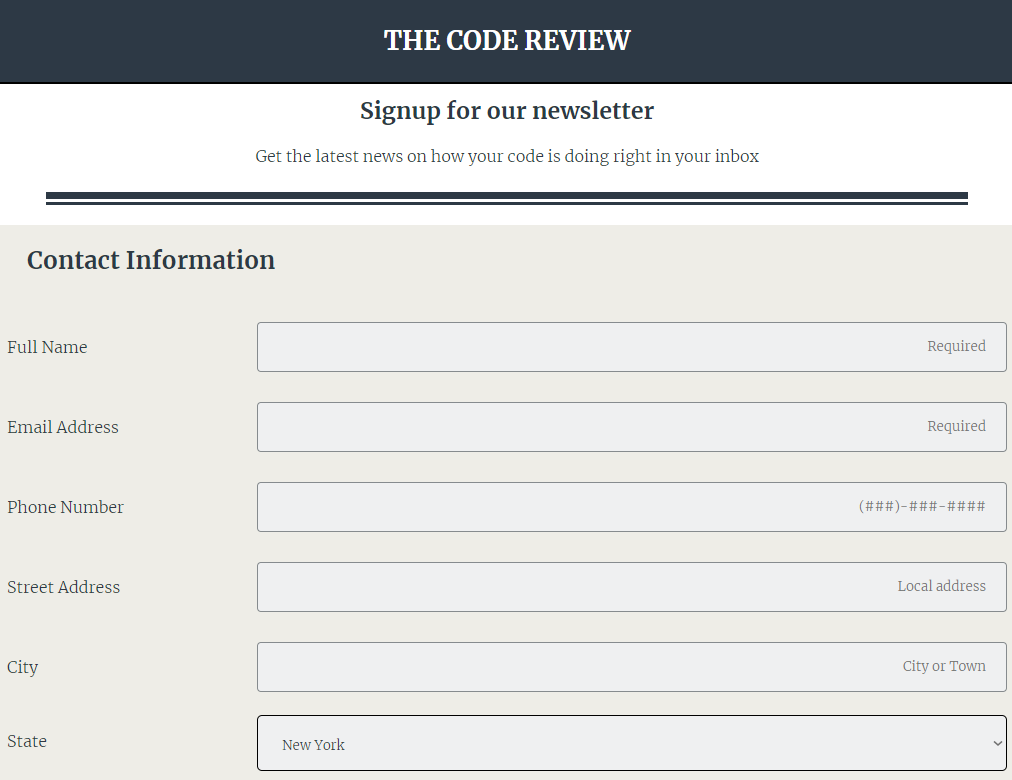 THE CODE REVIEW
Signup for our newsletter
Get the latest news on how your code is doing right in your inbox
Contact Information
Full Name
Required
Email Address
Required
Phone Number
(###)-###-####
Street Address
Local address
City
City or Town
State
New York